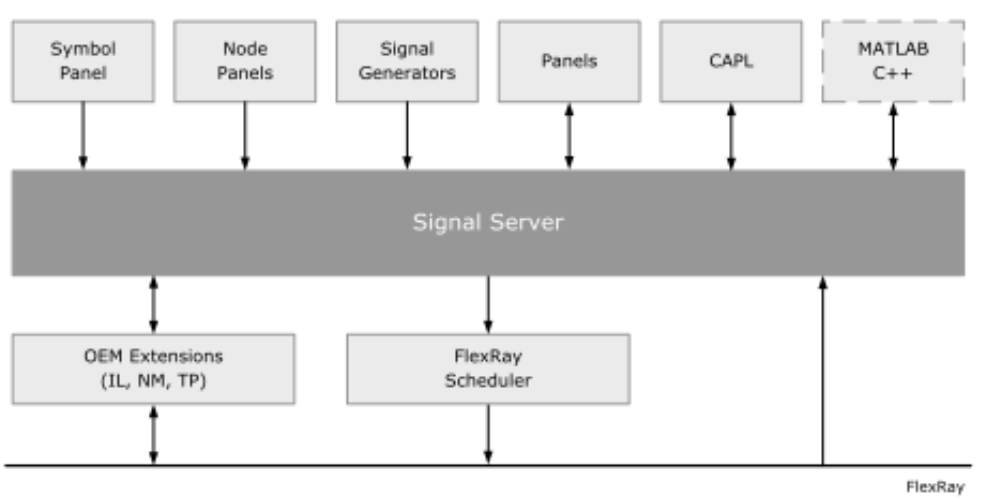 Symbol
Panel
Node
Panels
Signal
Generators
Panels
CAPL
MATLAB
C++
Signal Server
OEM Extensions
(IL, NM, TP)
FlexRay
Scheduler
FlexRay